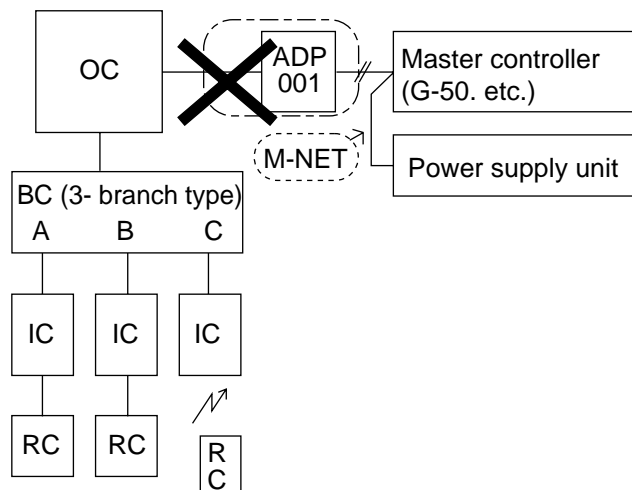 OC
ADP
001
Master controller
(G-50. etc.)
M-NET
Power supply unit
BC (3- branch type)
A B C
IC IC IC
RC RC
R
C